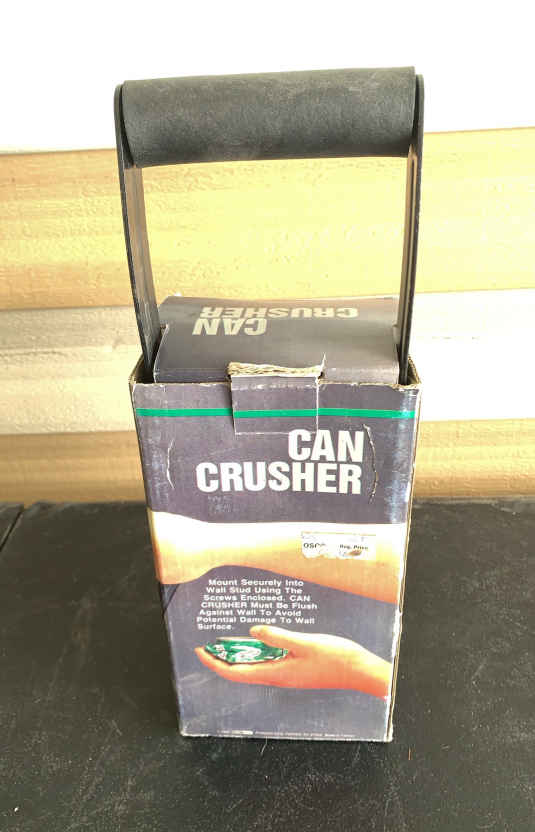 CAN
CRUSHER
CAN
CRUSHER
OSCO Reg. Price
Mount Securely Into
Wall Stud Using The
Screws Enclosed. CAN
CRUSHER Must Be Flush
Against Wall To Avoid
Potential Damage To Wall
Surface.